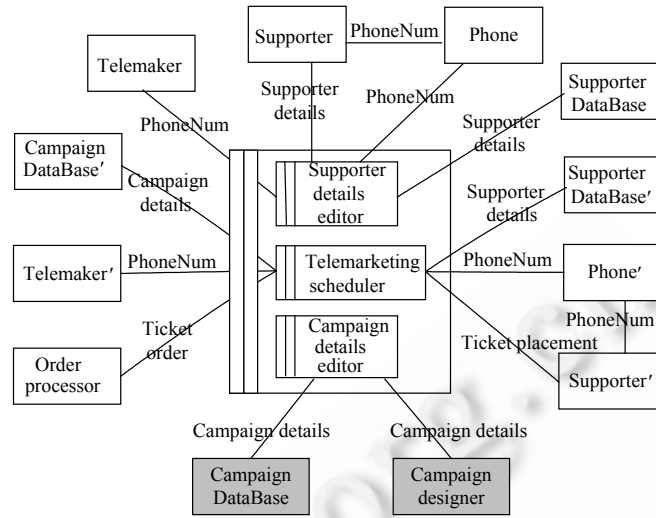 Supporter
PhoneNum
Phone
Telemaker
Supporter
details
PhoneNum
Supporter
DataBase
PhoneNum
Supporter
details
Campaign
DataBase′
Campaign
details
Supporter
details
editor
Supporter
details
Supporter
DataBase′
Telemaker′
PhoneNum
Telemarketing
scheduler
PhoneNum
Phone′
Ticket
order
Campaign
details
editor
Ticket placement
PhoneNum
Order
processor
Supporter′
Campaign details
Campaign details
Campaign
DataBase
Campaign
designer